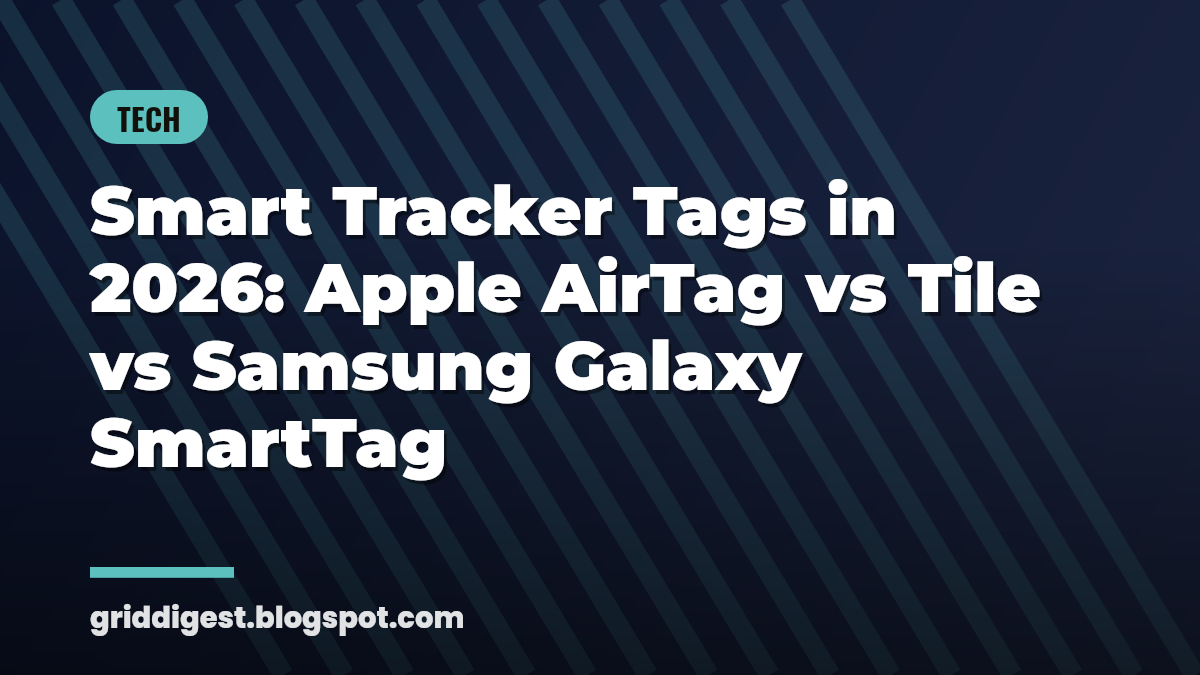 TECH
Smart Tracker Tags in
2026: Apple AirTag vs Tile
vs Samsung Galaxy
SmartTag
griddigest.blogspot.com